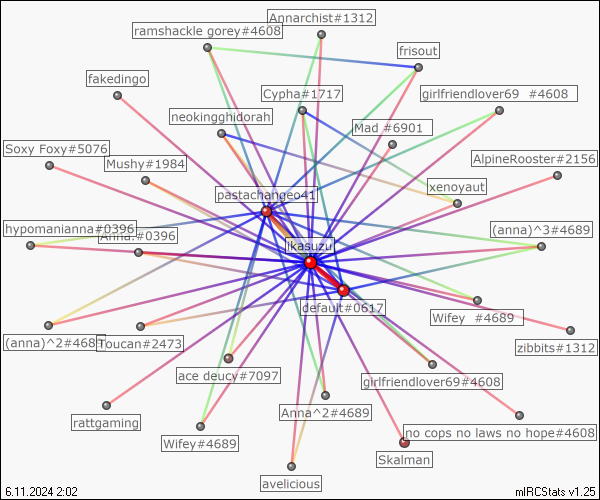 Annarchist#1312
ramshackle gorey#4608
frisout
fakedingo
Cypha#1717
girlfriendlover69 #4608
neokingghidorah
Mad #6901
Soxy Foxy#5076
Mushy#1984
AlpineRooster#2156
xenoyaut
pastachangeo41
hypomanianna#0396
Anna.#0396
ikasuzu
(anna)^3#4689
default#0617
Wifey #4689
(anna)^2#4689
Toucan#2473
zibbits#1312
ace deucy#7097
girlfriendlover69#4608
rattgaming
Anna^2#4689
no cops no laws no hope#4608
Wifey#4689
Skalman
avelicious
6.11.2024 2:02
mIRCStats v1.25